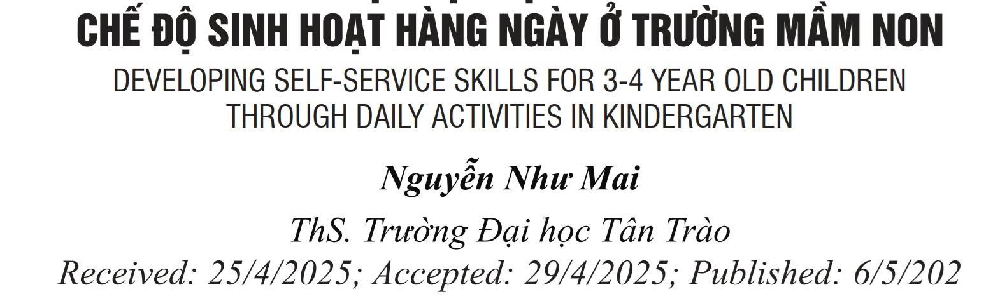 CHẾ ĐỘ SINH HOẠT HÀNG NGÀY Ở TRƯỜNG MẦM NON
DEVELOPING SELF-SERVICE SKILLS FOR 3-4 YEAR OLD CHILDREN
THROUGH DAILY ACTIVITIES IN KINDERGARTEN
Nguyễn Như Mai
ThS. Trường Đại học Tân Trào
Received: 25/4/2025; Accepted: 29/4/2025; Published: 6/5/202